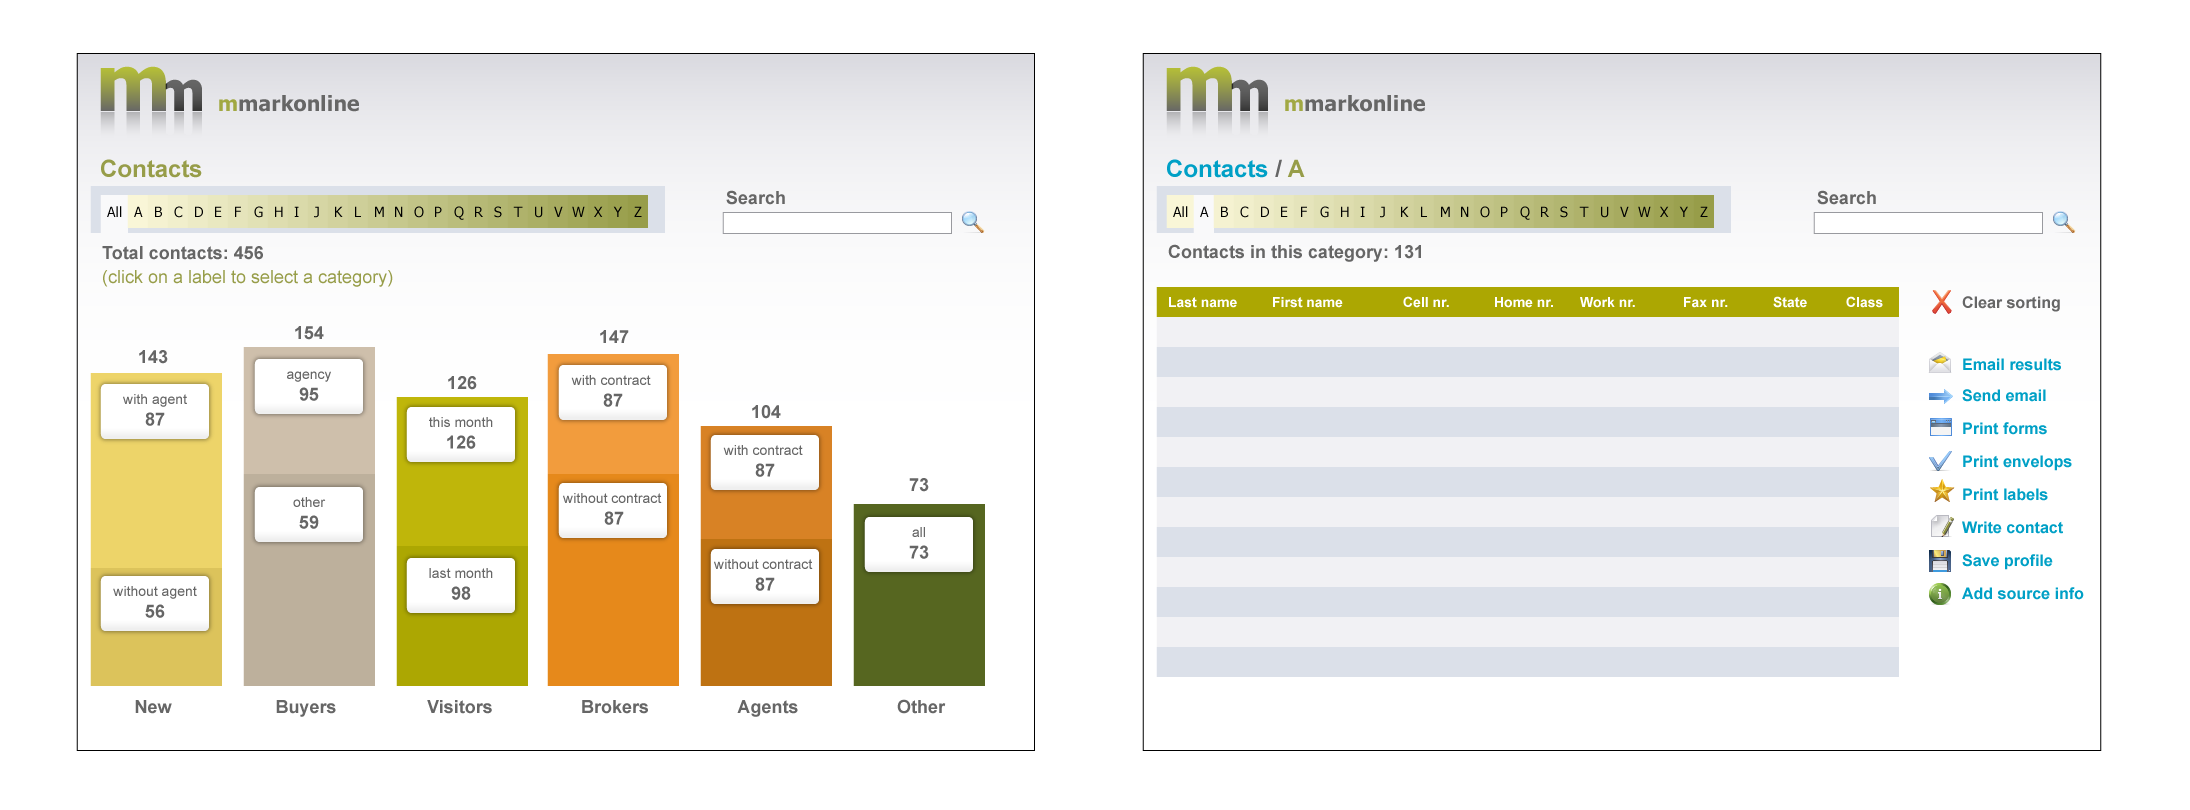 mm mmarkonline
Contacts
All A B C D E F G H I J K L M N O P Q R S T U V W X Y Z
Search
Total contacts: 456
(click on a label to select a category)
143
with agent
87
without agent
56
New
154
agency
95
other
59
Buyers
126
this month
126
last month
98
Visitors
147
with contract
87
without contract
87
Brokers
104
with contract
87
without contract
87
Agents
73
all
73
Other
mm mmarkonline
Contacts / A
All A B C D E F G H I J K L M N O P Q R S T U V W X Y Z
Search
Contacts in this category: 131
Last name First name Cell nr. Home nr. Work nr. Fax nr. State Class
Clear sorting
Email results
Send email
Print forms
Print envelops
Print labels
Write contact
Save profile
Add source info